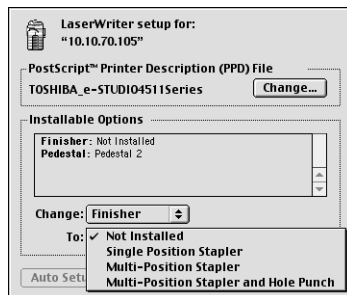 LaserWriter setup for:
“10.10.70.105”
PostScript™ Printer Description (PPD) File
TOSHIBA_e-STUDIO4511Series
Change...
Installable Options
Finisher: Not Installed
Pedestal: Pedestal 2
Change: Finisher
To: ✓ Not Installed
Single Position Stapler
Multi-Position Stapler
Multi-Position Stapler and Hole Punch
Auto Setu